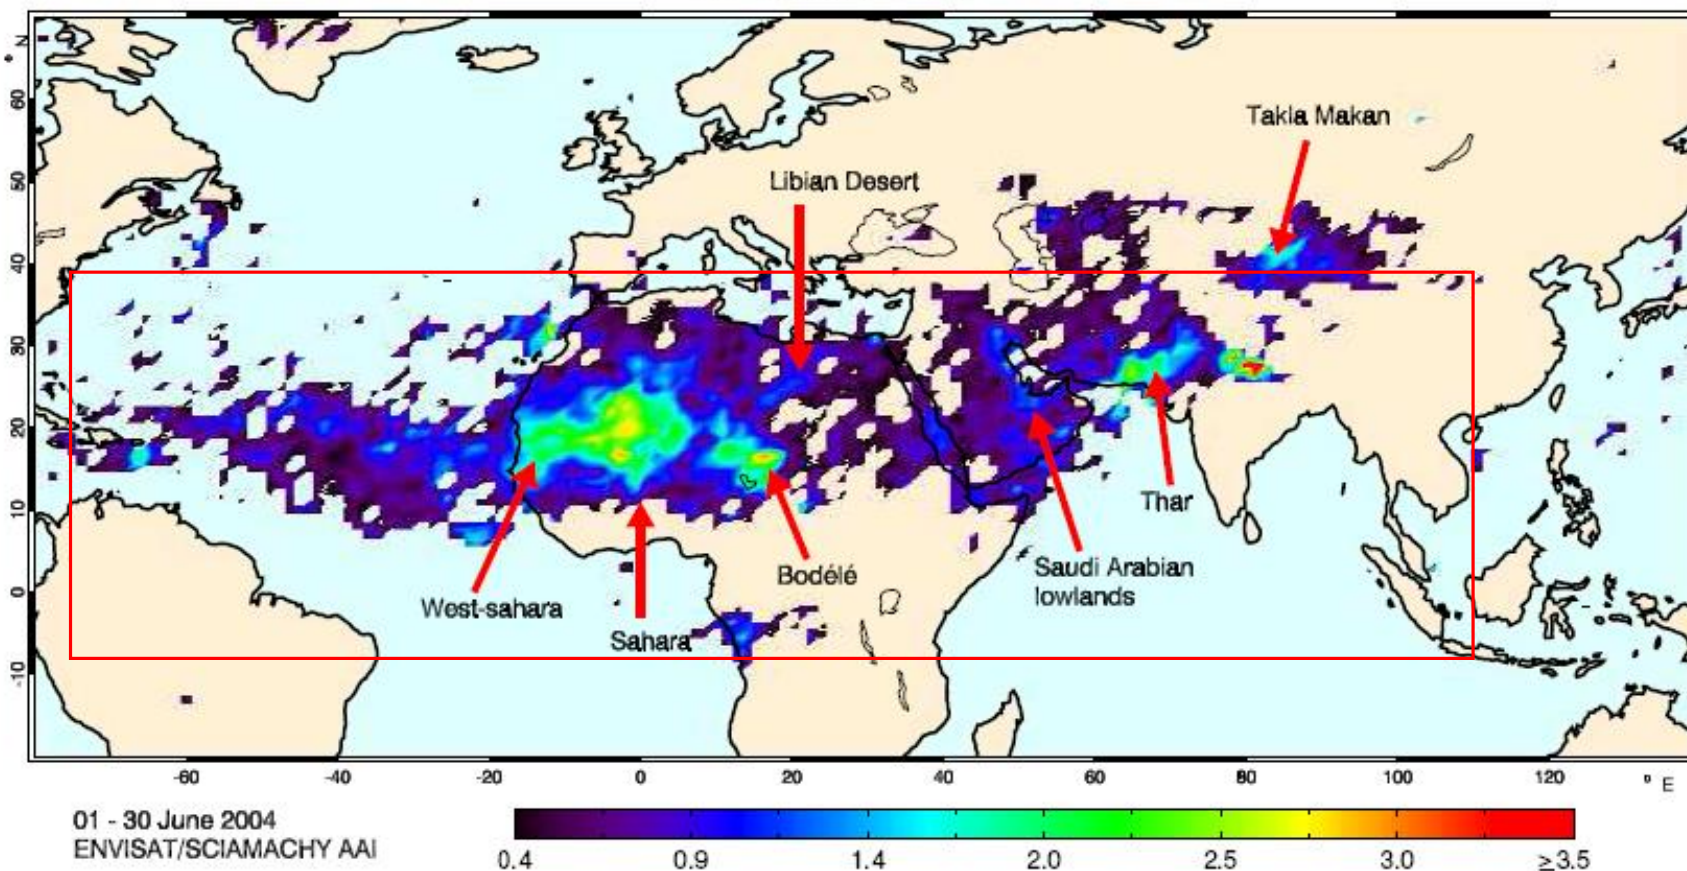 ° N
60
50
40
30
20
10
0
-10
Takla Makan
Libian Desert
Thar
Saudi Arabian
lowlands
Bodélé
West-sahara
Sahara
-60 -40 -20 0 20 40 60 80 100 120 ° E
01 - 30 June 2004
ENVISAT/SCIAMACHY AAI
0.4 0.9 1.4 2.0 2.5 3.0 ≥3.5